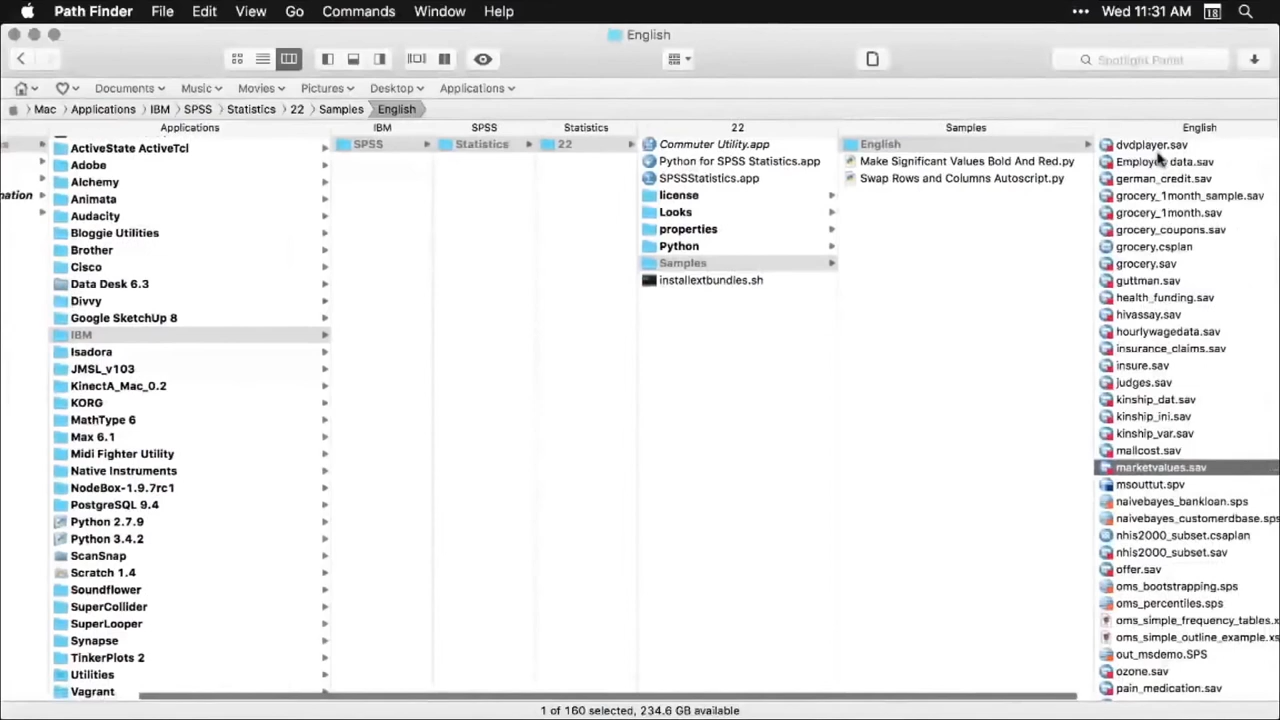 Path Finder File Edit View Go Commands Window Help ••• Wed 11:31 AM 18
English
Spotlight Paint
Documents Music Movies Pictures Desktop Applications
Mac Applications IBM SPSS Statistics 22 Samples English
Applications IBM SPSS Statistics 22 Samples English
s
nation
ActiveState ActiveTcl
Adobe
Alchemy
Animata
Audacity
Bloggie Utilities
Brother
Cisco
Data Desk 6.3
Divvy
Google SketchUp 8
IBM
Isadora
JMSL_v103
KinectA_Mac_0.2
KORG
MathType 6
Max 6.1
Midi Fighter Utility
Native Instruments
NodeBox-1.9.7rc1
PostgreSQL 9.4
Python 2.7.9
Python 3.4.2
ScanSnap
Scratch 1.4
Soundflower
SuperCollider
SuperLooper
Synapse
TinkerPlots 2
Utilities
Vagrant
SPSS
Statistics
22
Commuter Utility.app
Python for SPSS Statistics.app
SPSSStatistics.app
license
Looks
properties
Python
Samples
installextbundles.sh
English
Make Significant Values Bold And Red.py
Swap Rows and Columns Autoscript.py
dvdplayer.sav
Employee data.sav
german_credit.sav
grocery_1month_sample.sav
grocery_1month.sav
grocery_coupons.sav
grocery.csplan
grocery.sav
guttman.sav
health_funding.sav
hivassay.sav
hourlywagedata.sav
insurance_claims.sav
insure.sav
judges.sav
kinship_dat.sav
kinship_ini.sav
kinship_var.sav
mallcost.sav
marketvalues.sav
msouttut.spv
naivebayes_bankloan.sps
naivebayes_customerdbase.sps
nhis2000_subset.csaplan
nhis2000_subset.sav
offer.sav
oms_bootstrapping.sps
oms_percentiles.sps
oms_simple_frequency_tables.x
oms_simple_outline_example.xs
out_msdemo.SPS
ozone.sav
pain_medication.sav
1 of 160 selected, 234.6 GB available